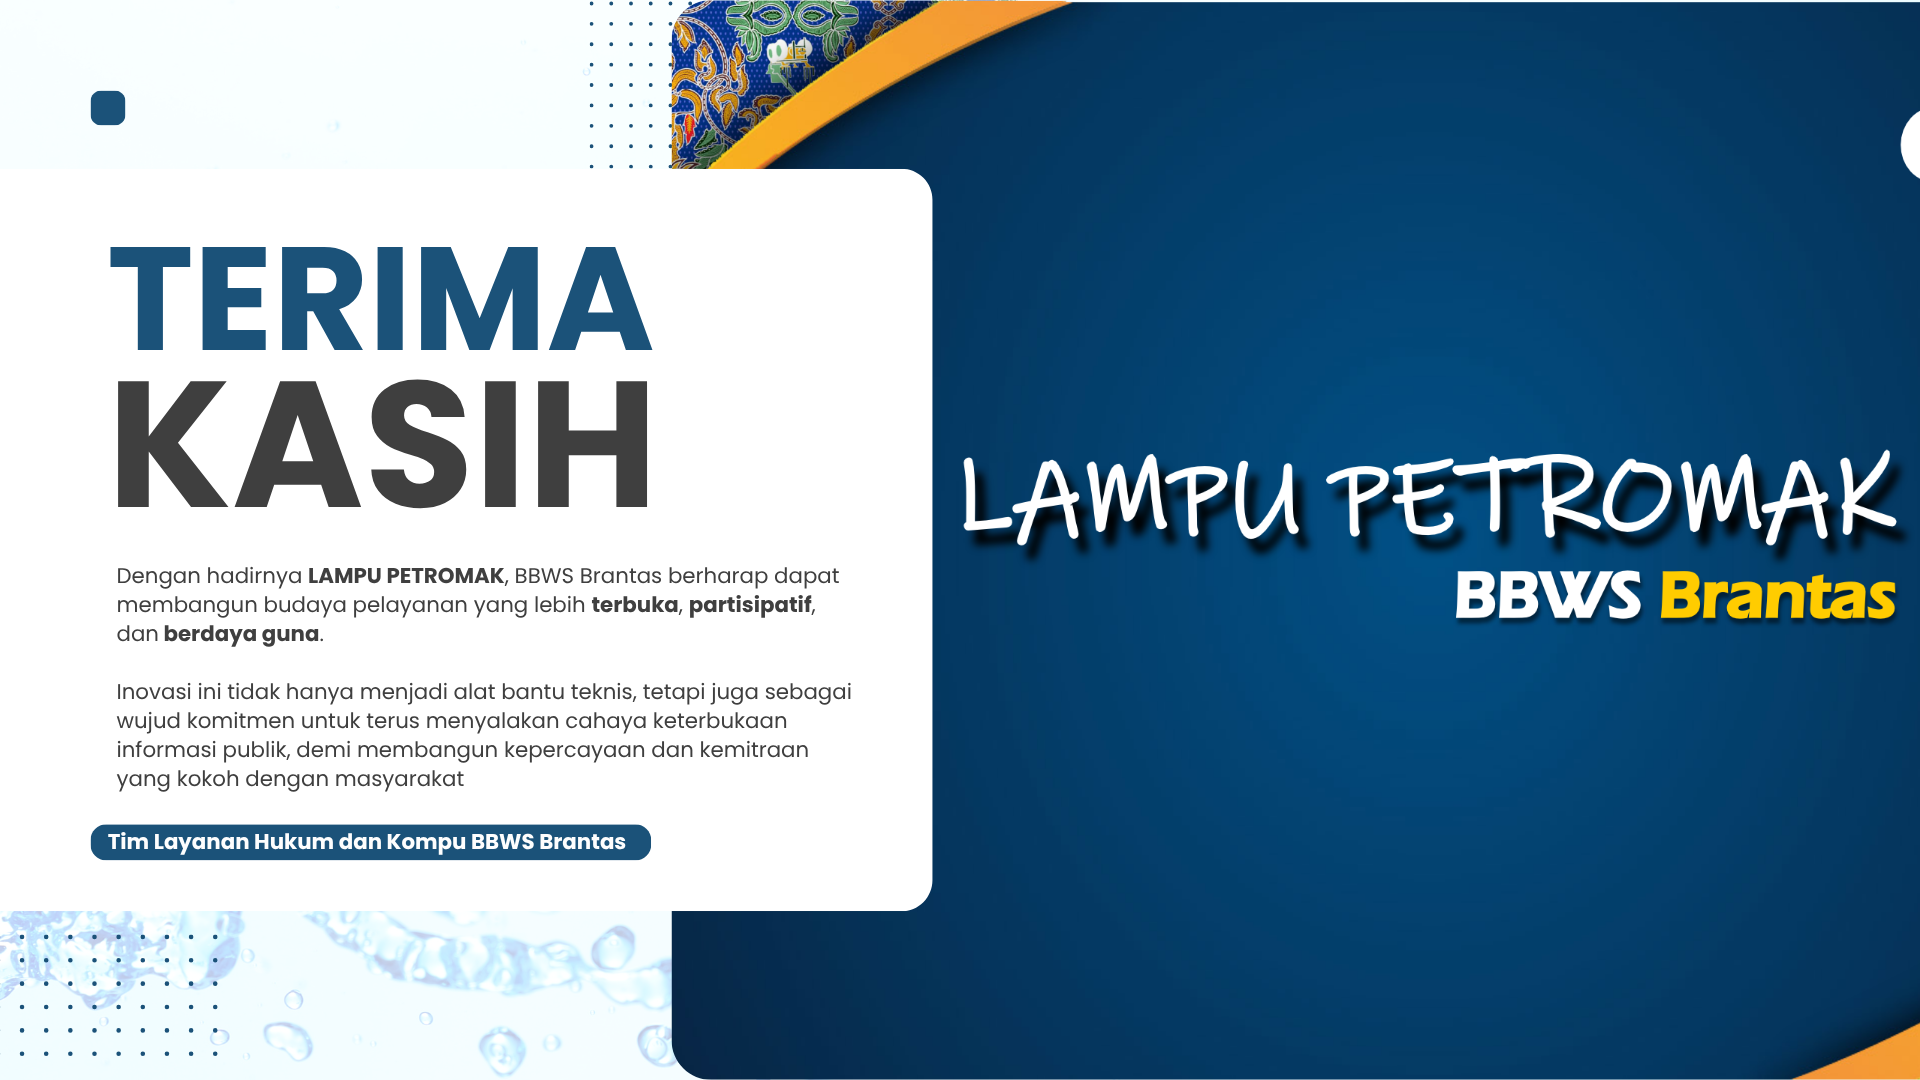 TERIMA
KASIH
Dengan hadirnya LAMPU PETROMAK, BBWS Brantas berharap dapat
membangun budaya pelayanan yang lebih terbuka, partisipatif,
dan berdaya guna.
Inovasi ini tidak hanya menjadi alat bantu teknis, tetapi juga sebagai
wujud komitmen untuk terus menyalakan cahaya keterbukaan
informasi publik, demi membangun kepercayaan dan kemitraan
yang kokoh dengan masyarakat
Tim Layanan Hukum dan Kompu BBWS Brantas
LAMPU PETROMAK
BBWS Brantas